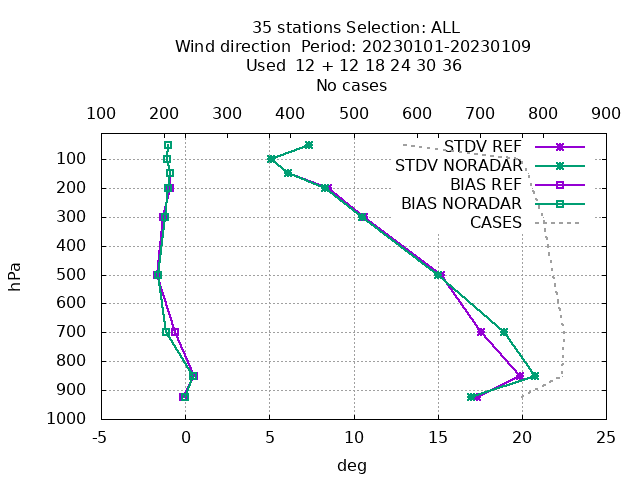 35 stations Selection: ALL
Wind direction  Period: 20230101-20230109
Used  12 + 12 18 24 30 36
No cases
100 200 300 400 500 600 700 800 900
STDV REF
STDV NORADAR
BIAS REF
BIAS NORADAR
CASES
hPa
100
200
300
400
500
600
700
800
900
1000
-5 0 5 10 15 20 25
deg